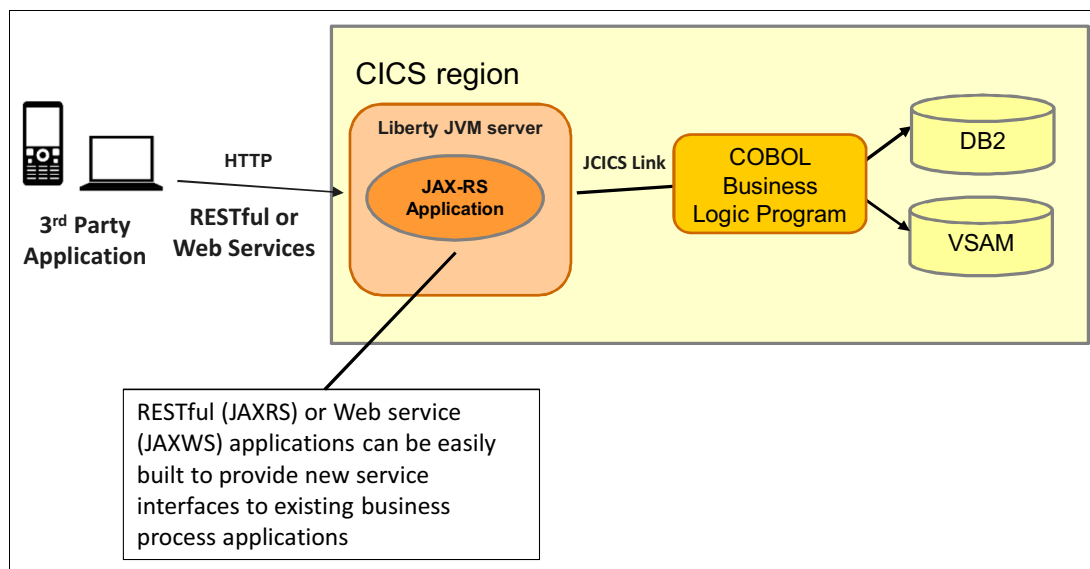 CICS region
Liberty JVM server
JAX-RS
Application
HTTP
RESTful or
Web Services
3rd Party
Application
JCICS Link
COBOL
Business
Logic Program
DB2
VSAM
RESTful (JAXRS) or Web service
(JAXWS) applications can be easily
built to provide new service
interfaces to existing business
process applications